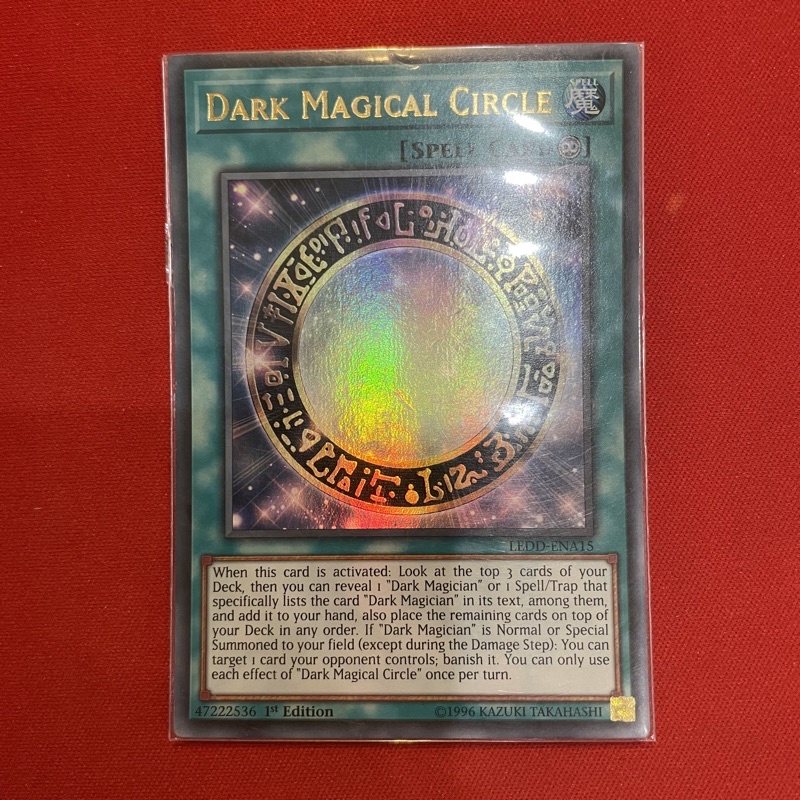 DARK MAGICAL CIRCLE
SPELL
魔
[SPELL CARD]
LEDD-ENA15
When this card is activated: Look at the top 3 cards of your
Deck, then you can reveal 1 "Dark Magician" or 1 Spell/Trap that
specifically lists the card "Dark Magician" in its text, among them,
and add it to your hand, also place the remaining cards on top of
your Deck in any order. If "Dark Magician" is Normal or Special
Summoned to your field (except during the Damage Step): You can
target 1 card your opponent controls; banish it. You can only use
each effect of "Dark Magical Circle" once per turn.
47222536 1st Edition ©1996 KAZUKI TAKAHASHI